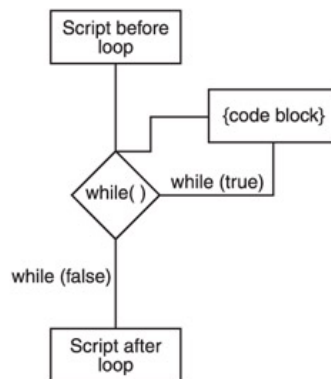 Script before
loop
{code block}
while( )
while (true)
while (false)
Script after
loop